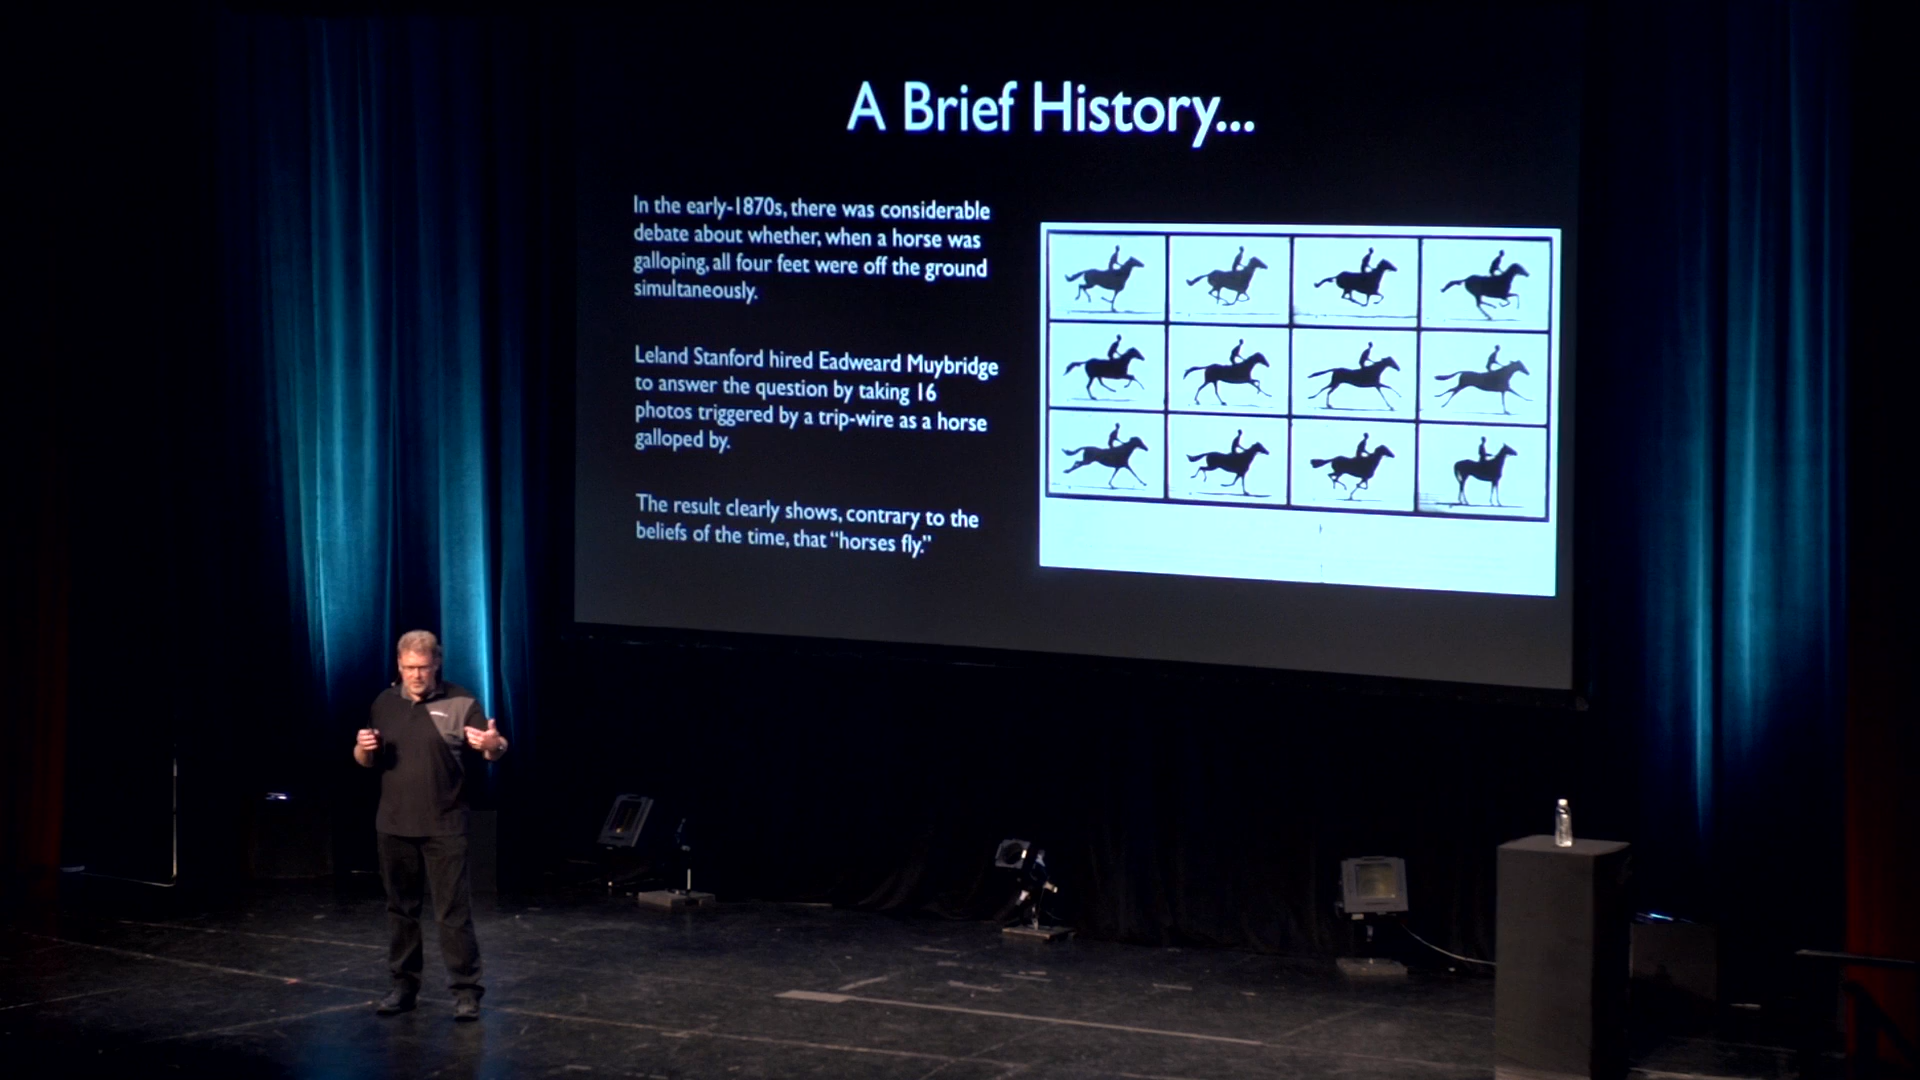 A Brief History...
In the early-1870s, there was considerable
debate about whether, when a horse was
galloping, all four feet were off the ground
simultaneously.
Leland Stanford hired Eadweard Muybridge
to answer the question by taking 16
photos triggered by a trip-wire as a horse
galloped by.
The result clearly shows, contrary to the
beliefs of the time, that “horses fly.”